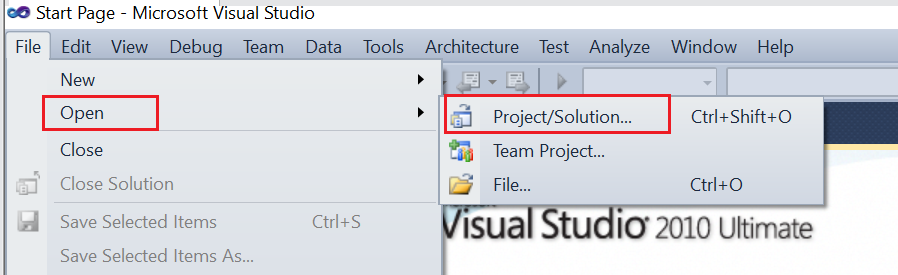 Start Page - Microsoft Visual Studio
File Edit View Debug Team Data Tools Architecture Test Analyze Window Help
New
Open
Project/Solution... Ctrl+Shift+O
Close
Team Project...
Close Solution
File... Ctrl+O
Save Selected Items Ctrl+S
Visual Studio 2010 Ultimate
Save Selected Items As...